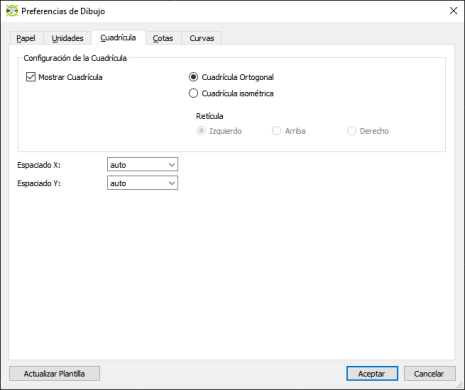 Preferencias de Dibujo
Papel Unidades Cuadrícula Cotas Curvas
Configuración de la Cuadrícula
Mostrar Cuadrícula Cuadrícula Ortogonal
Cuadrícula isométrica
Retícula
Izquierdo Arriba Derecho
Espaciado X: auto
Espaciado Y: auto
Actualizar Plantilla Aceptar Cancelar